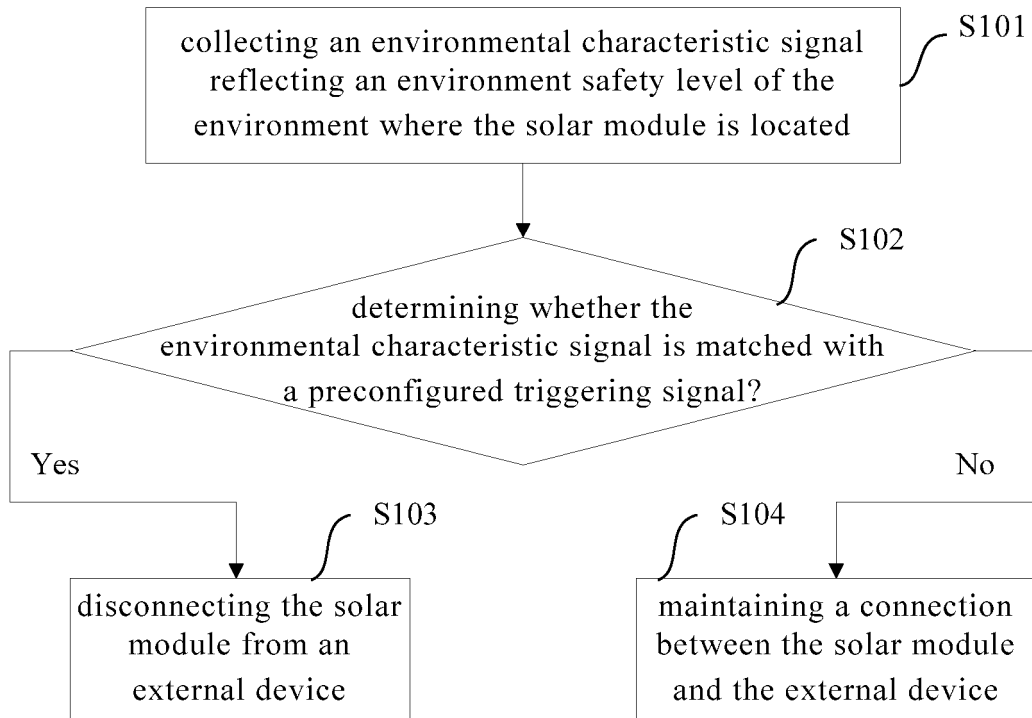 collecting an environmental characteristic signal
reflecting an environment safety level of the
environment where the solar module is located
S101
S102
determining whether the
environmental characteristic signal is matched with
a preconfigured triggering signal?
Yes
No
S103
S104
disconnecting the solar
module from an
external device
maintaining a connection
between the solar module
and the external device